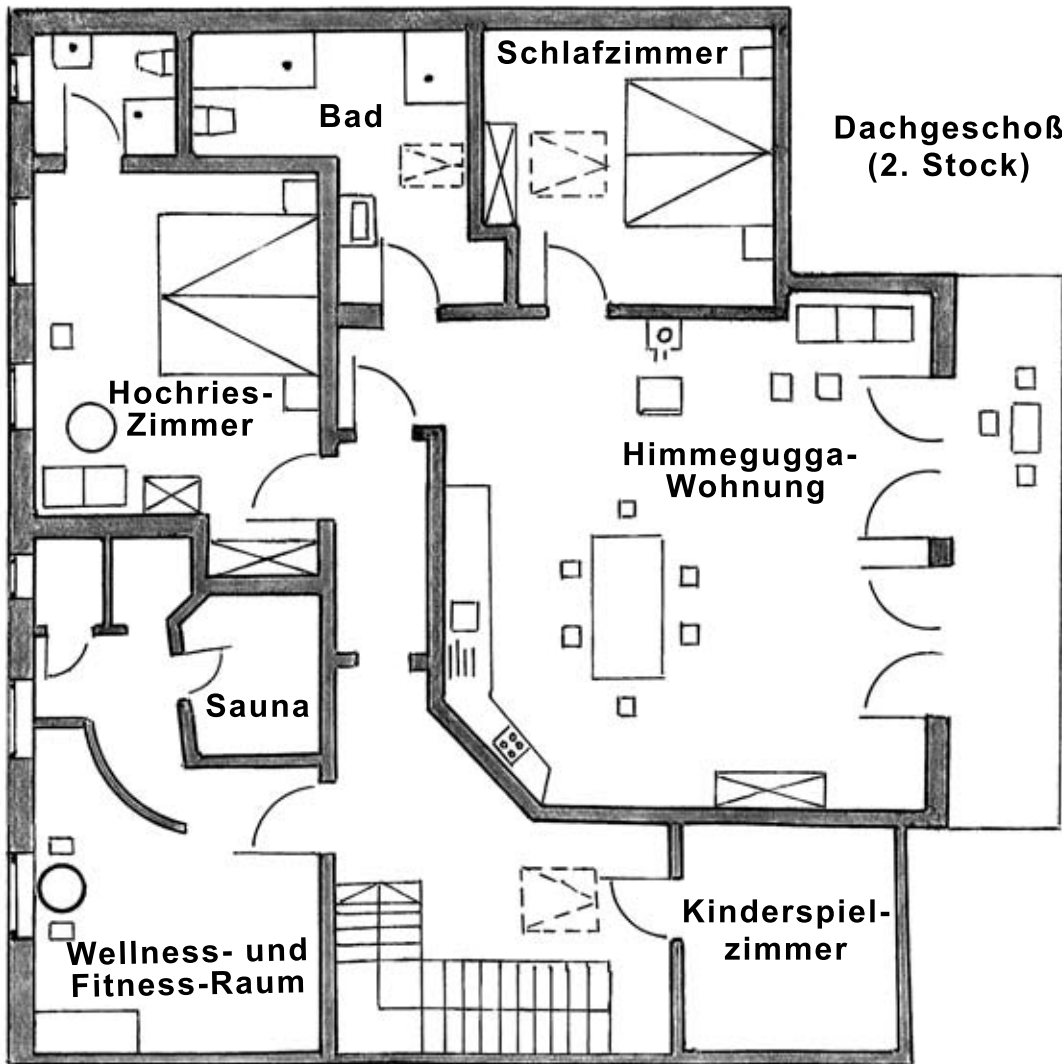 Schlafzimmer
Bad
Dachgeschoß
(2. Stock)
Hochries-
Zimmer
Himmegugga-
Wohnung
Sauna
Kinderspiel-
zimmer
Wellness- und
Fitness-Raum